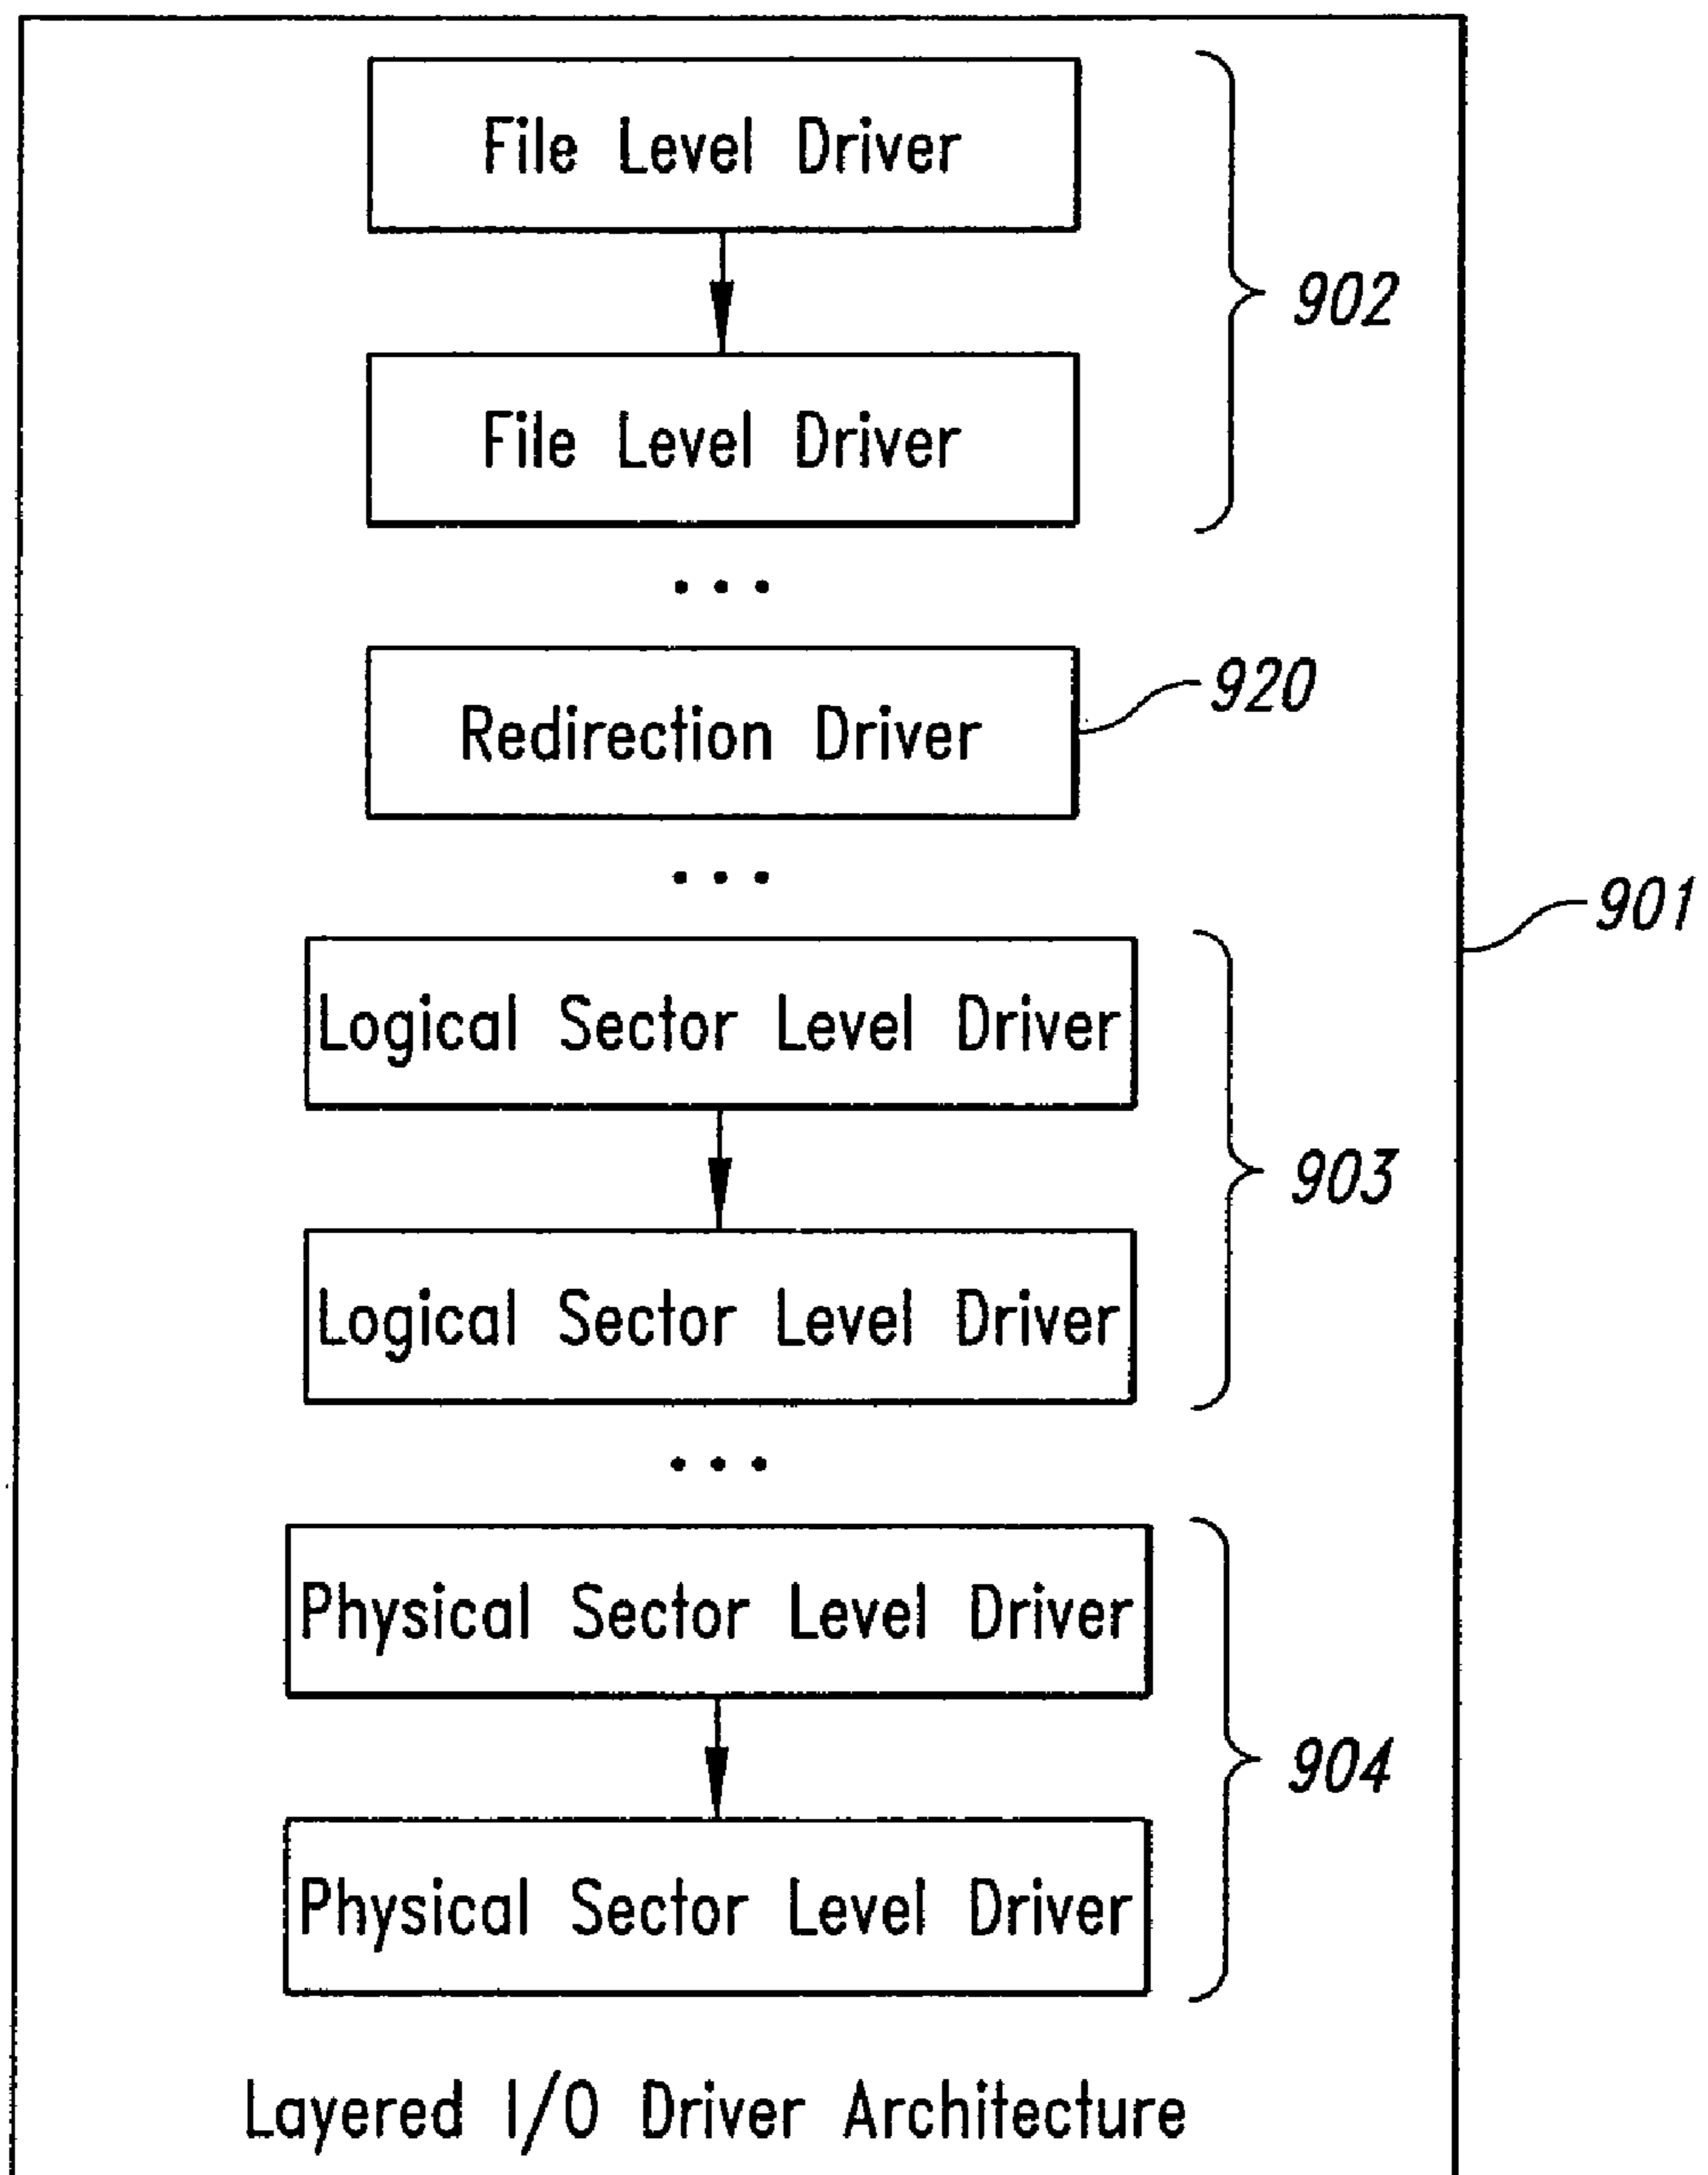 File Level Driver
902
File Level Driver
...
Redirection Driver
920
...
901
Logical Sector Level Driver
903
Logical Sector Level Driver
...
Physical Sector Level Driver
904
Physical Sector Level Driver
Layered I/O Driver Architecture